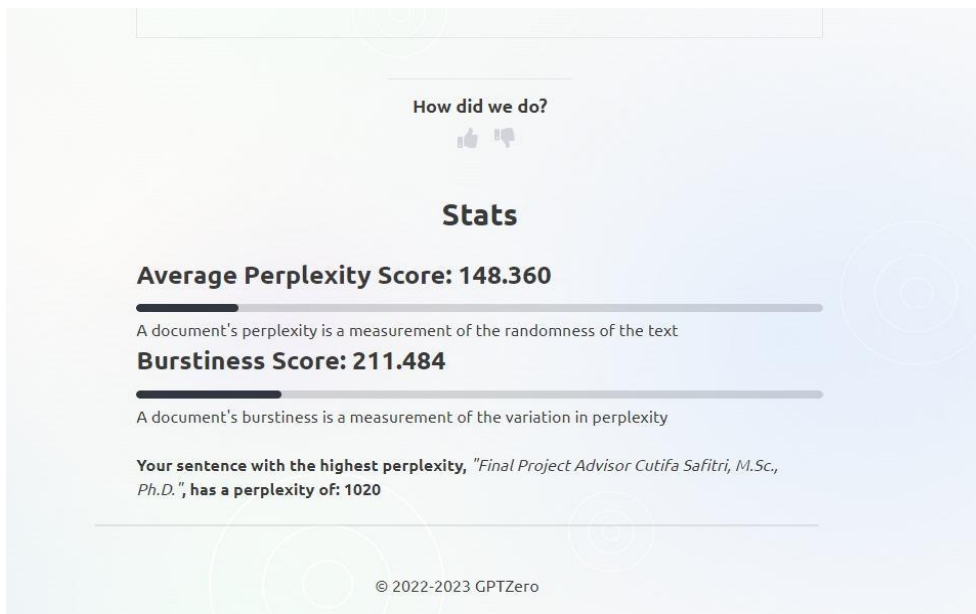 How did we do?
Stats
Average Perplexity Score: 148.360
A document's perplexity is a measurement of the randomness of the text
Burstiness Score: 211.484
A document's burstiness is a measurement of the variation in perplexity
Your sentence with the highest perplexity, "Final Project Advisor Cutifa Safitri, M.Sc.,
Ph.D.", has a perplexity of: 1020
© 2022-2023 GPTZero